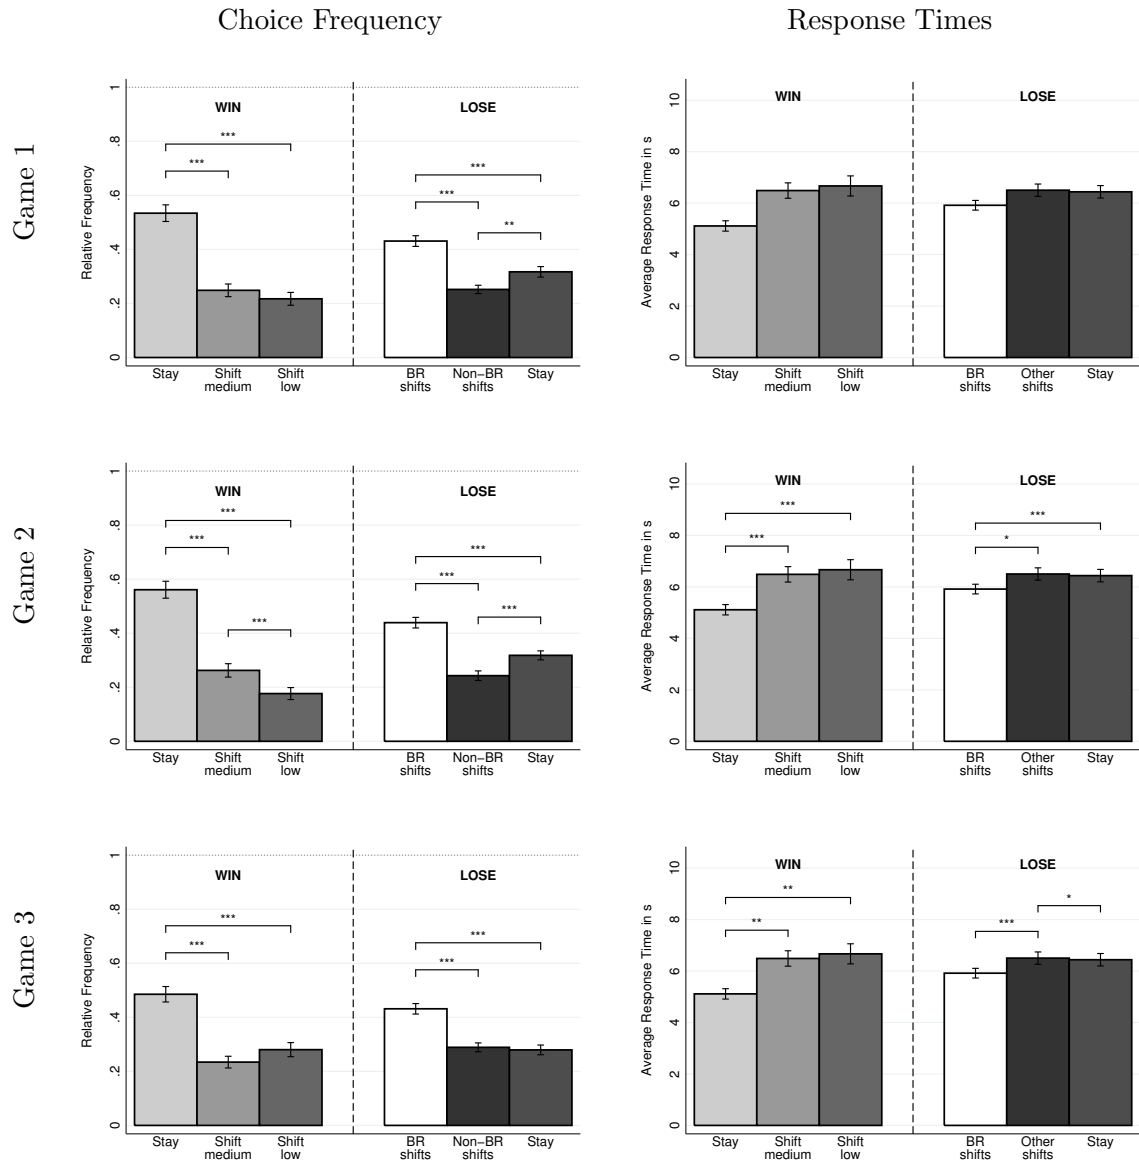 Choice Frequency
Response Times
Game 1
Relative Frequency
0 .2 .4 .6 .8 1
WIN
LOSE
***
***
***
***
**
Stay
Shift
medium
Shift
low
BR
shifts
Non−BR
shifts
Stay
Average Response Time in s
0 2 4 6 8 10
WIN
LOSE
Stay
Shift
medium
Shift
low
BR
shifts
Other
shifts
Stay
Game 2
Relative Frequency
0 .2 .4 .6 .8 1
WIN
LOSE
***
***
***
***
***
***
Stay
Shift
medium
Shift
low
BR
shifts
Non−BR
shifts
Stay
Average Response Time in s
0 2 4 6 8 10
WIN
LOSE
***
***
***
*
Stay
Shift
medium
Shift
low
BR
shifts
Other
shifts
Stay
Game 3
Relative Frequency
0 .2 .4 .6 .8 1
WIN
LOSE
***
***
***
***
Stay
Shift
medium
Shift
low
BR
shifts
Non−BR
shifts
Stay
Average Response Time in s
0 2 4 6 8 10
WIN
LOSE
**
**
*
***
Stay
Shift
medium
Shift
low
BR
shifts
Other
shifts
Stay